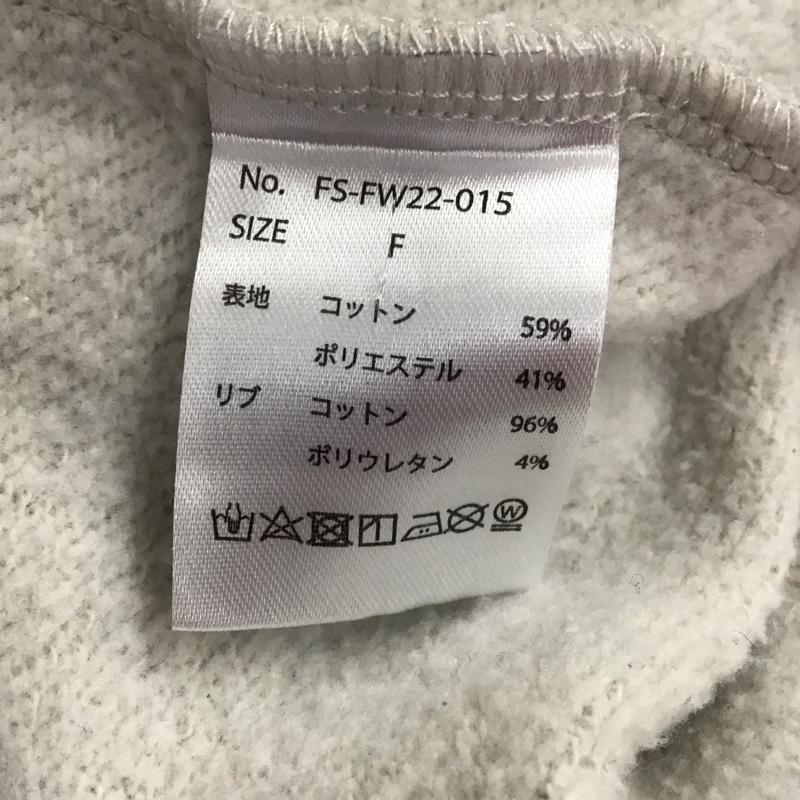 No. FS-FW22-015
SIZE F
表地 コットン 59%
ポリエステル 41%
リブ コットン 96%
ポリウレタン 4%
W